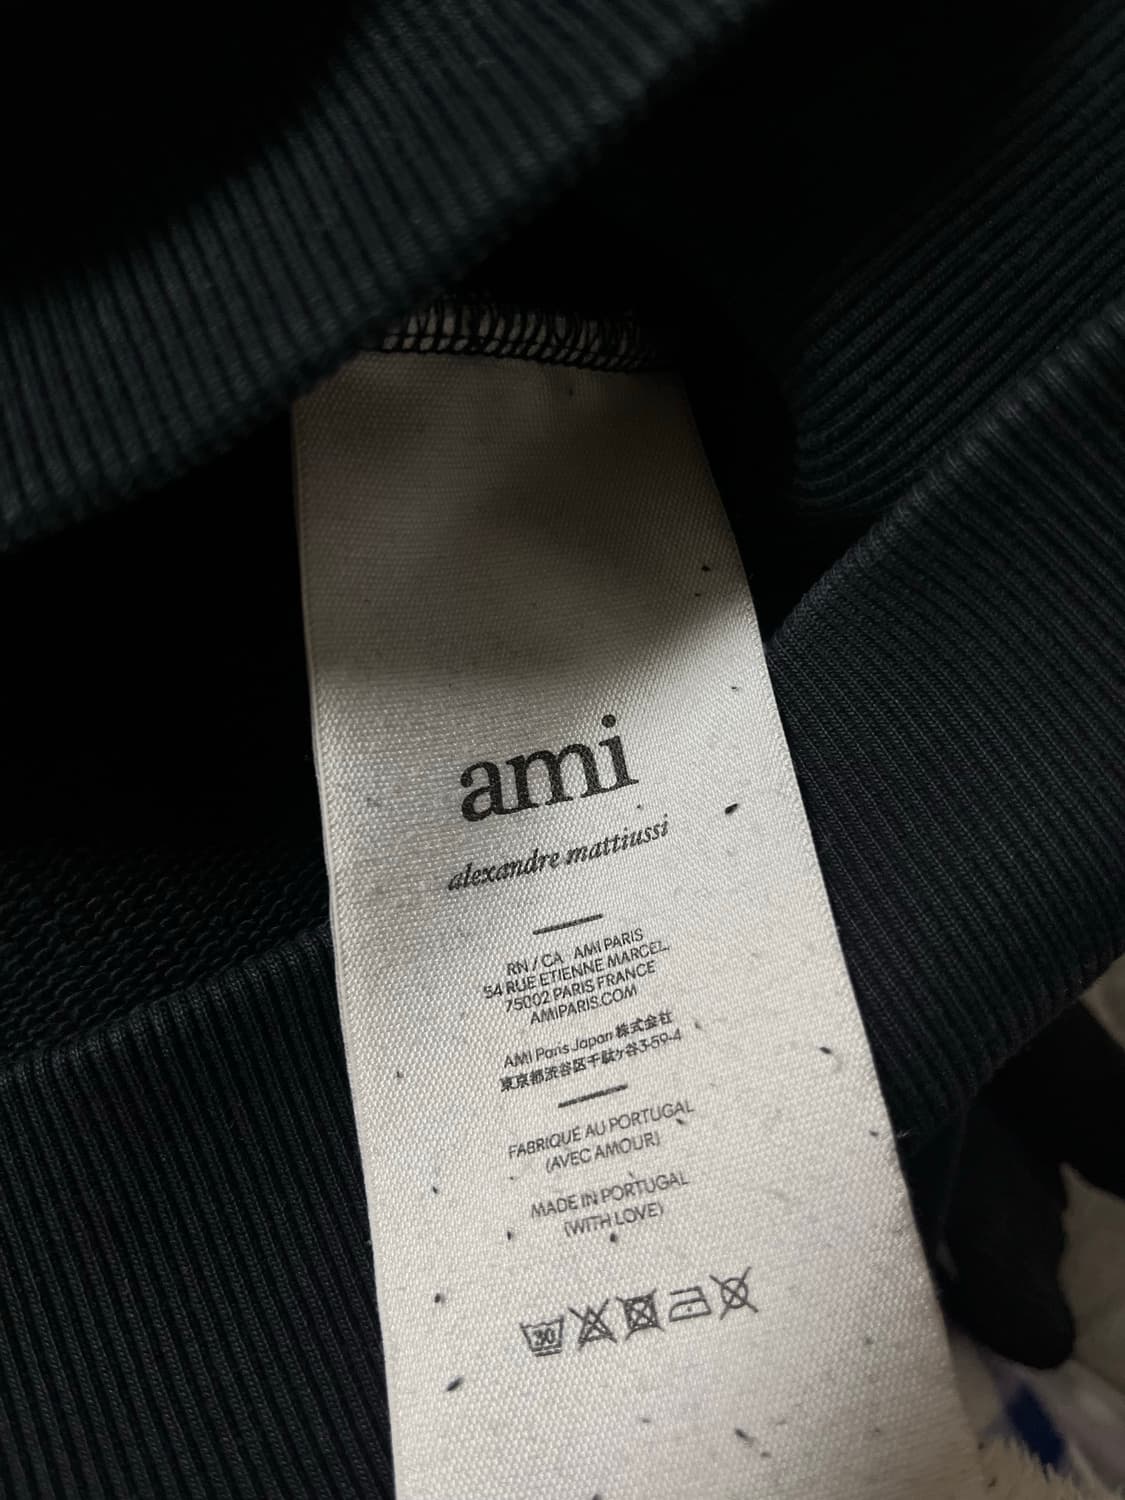 ami
alexandre mattiussi
RN / CA AMI PARIS
54 RUE ETIENNE MARCEL
75002 PARIS FRANCE
AMIPARIS.COM
AMI Paris Japan 株式会社
東京都渋谷区千駄ヶ谷3-59-4
FABRIQUÉ AU PORTUGAL
(AVEC AMOUR)
MADE IN PORTUGAL
(WITH LOVE)
30